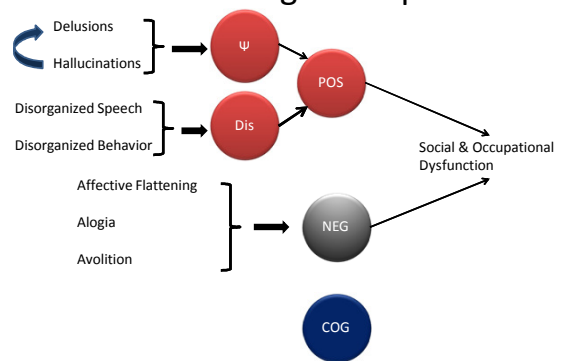 Delusions
Hallucinations
Ψ
POS
Disorganized Speech
Disorganized Behavior
Dis
Social & Occupational
Dysfunction
Affective Flattening
Alogia
Avolition
NEG
COG